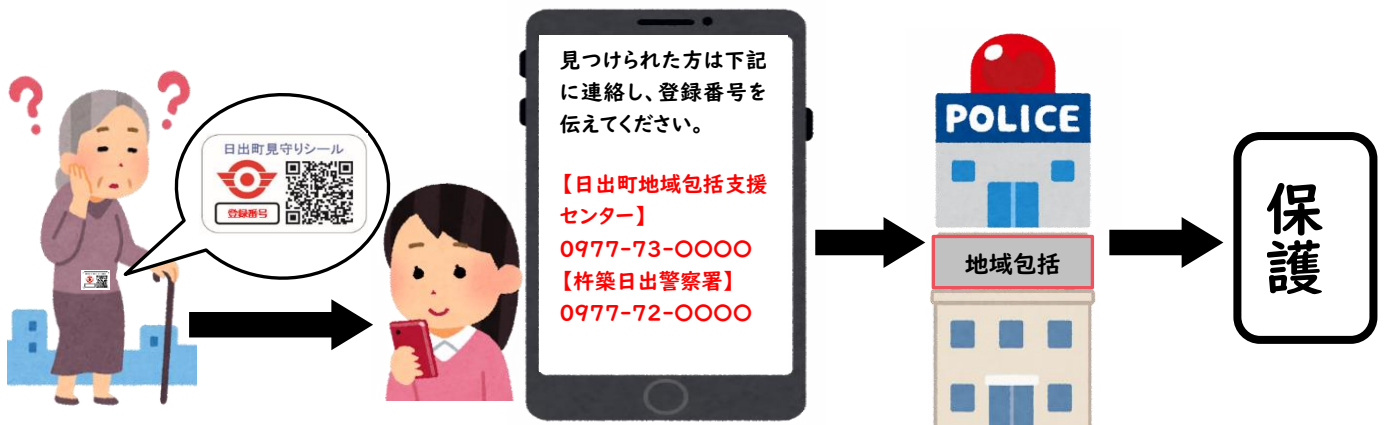 日出町見守りシール
登録番号
見つけられた方は下記
に連絡し、登録番号を
伝えてください。
【日出町地域包括支援
センター】
0977-73-〇〇〇〇
【杵築日出警察署】
0977-72-〇〇〇〇
POLICE
地域包括
保護